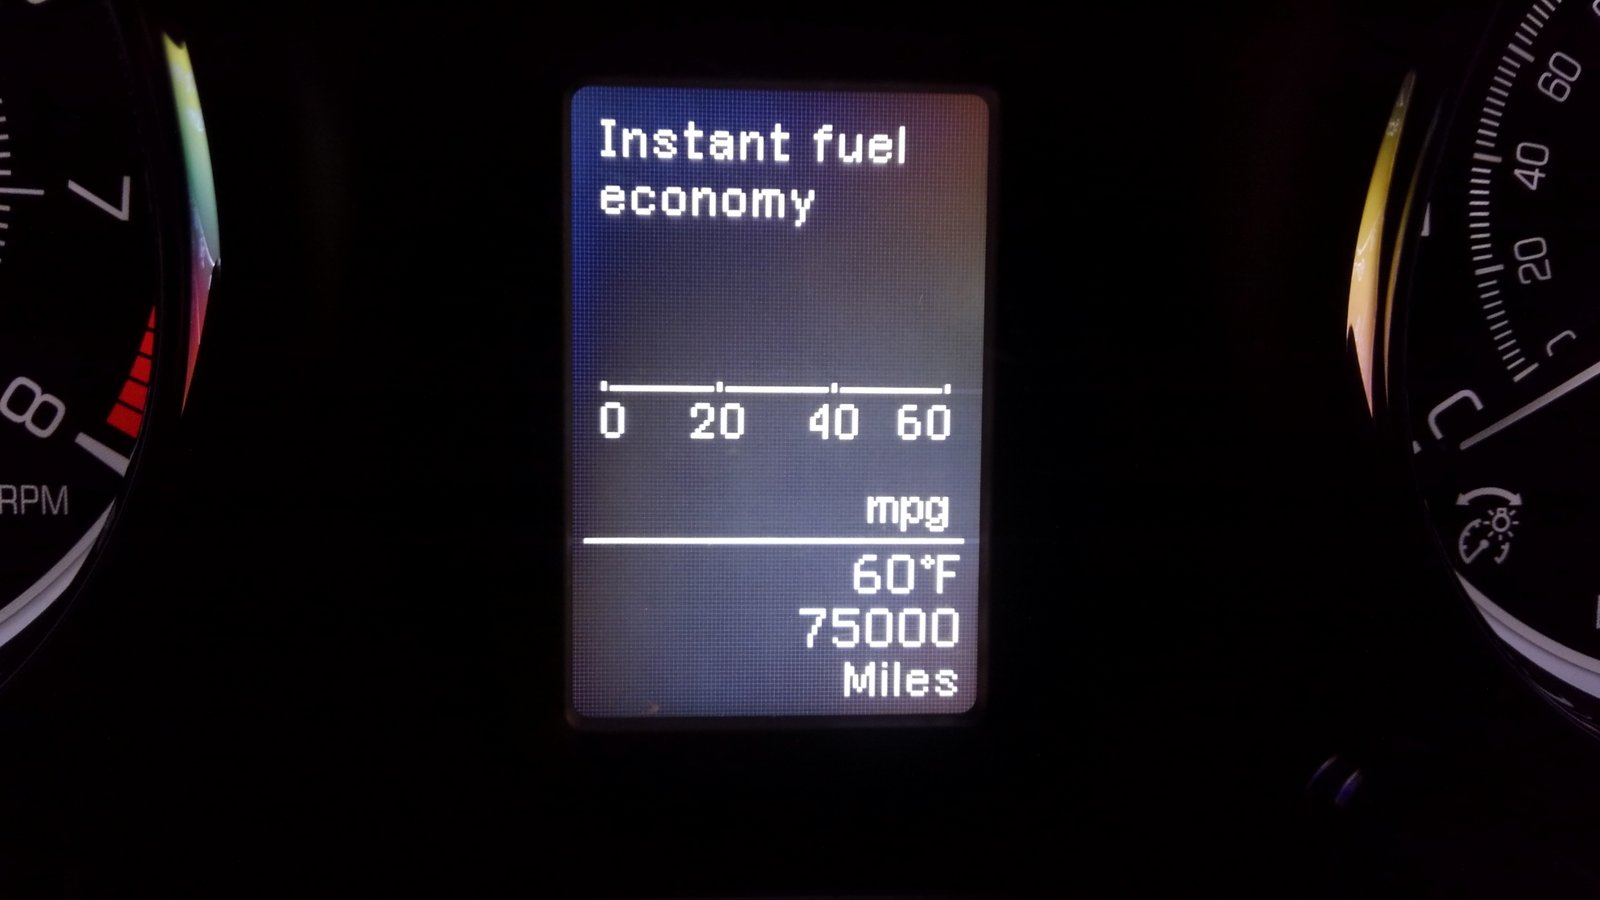 Instant fuel
economy
0 20 40 60
mpg
60°F
75000
Miles
7
8
RPM
60
40
20